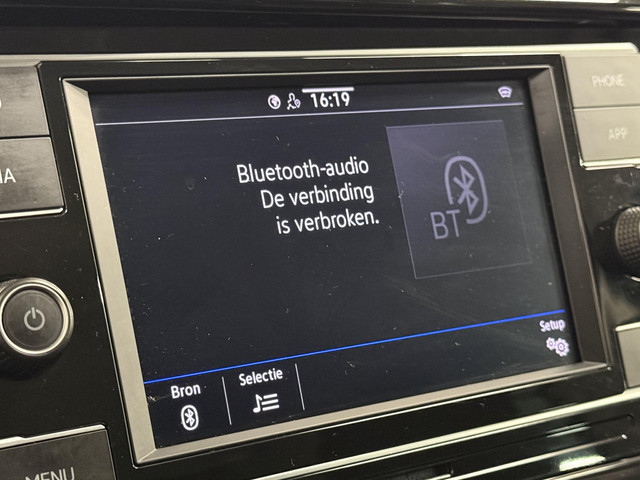 16:19
PHONE
APP
Bluetooth-audio
De verbinding
is verbroken.
BT
Setup
Bron
Selectie
MENU